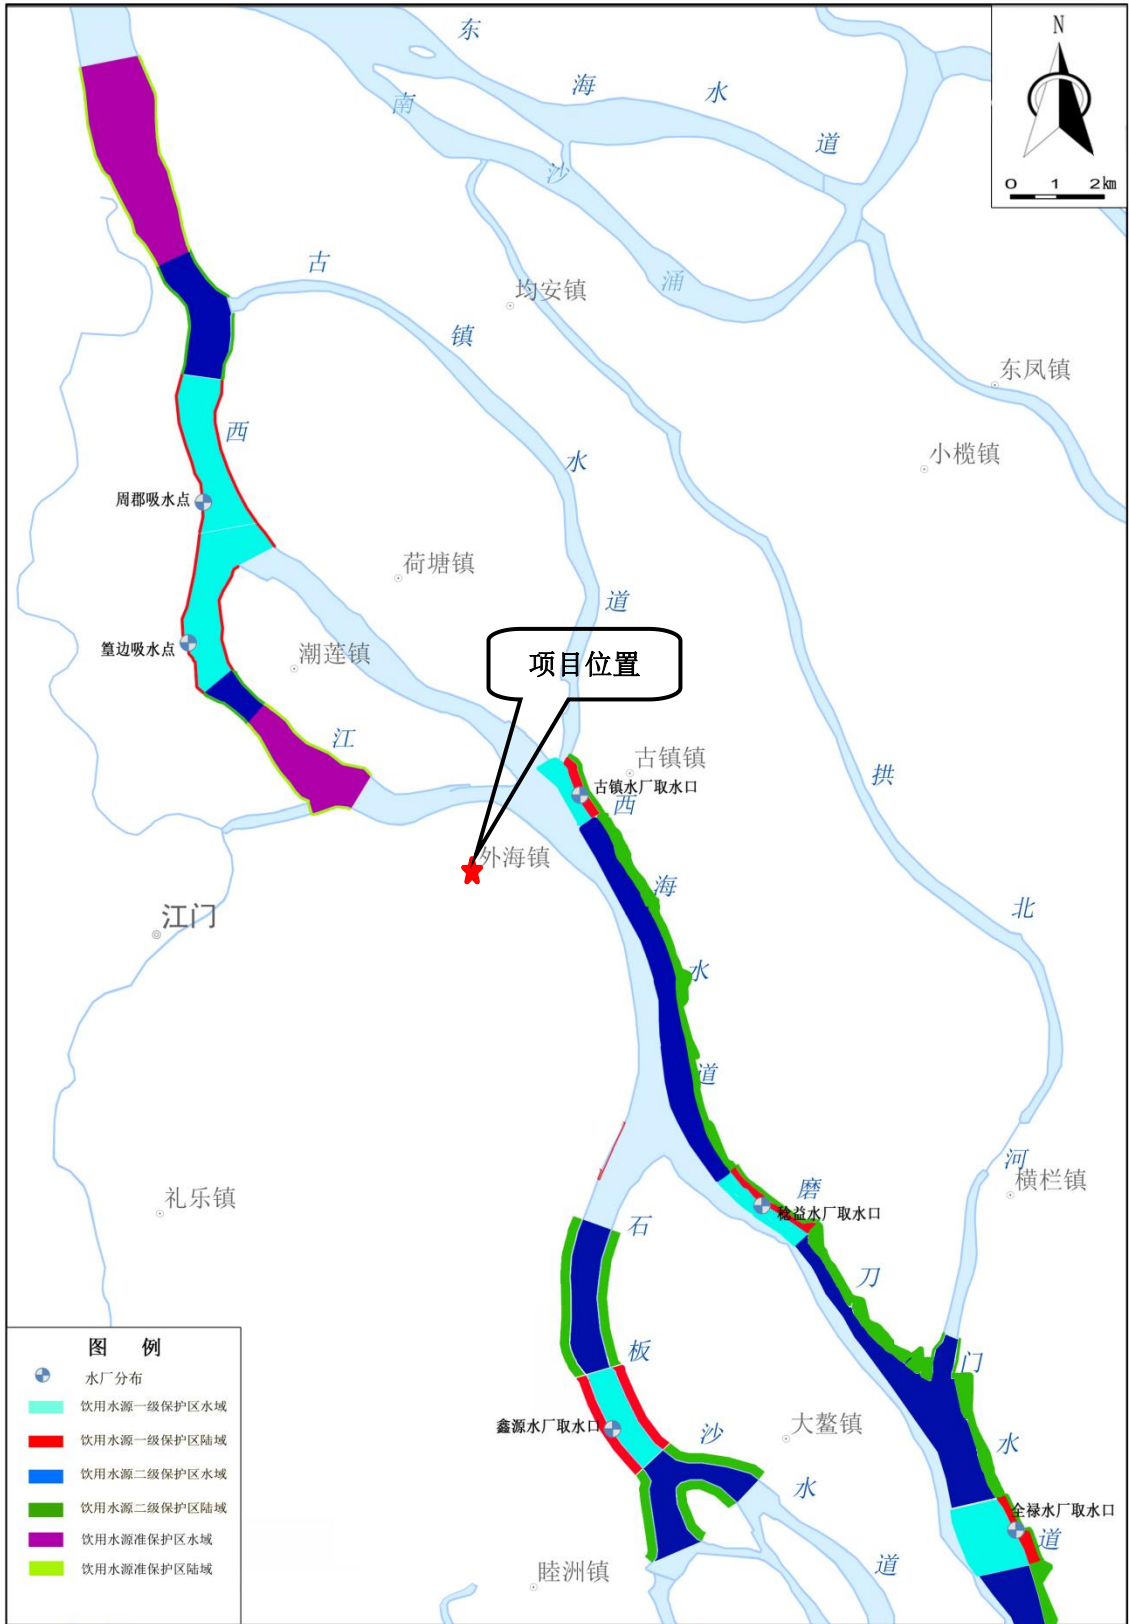 东
海
水
道
N
0 1 2km
南
沙
涌
古
镇
水
道
均安镇
东凤镇
小榄镇
西
江
周郡吸水点
荷塘镇
篁边吸水点
潮莲镇
项目位置
古镇镇
古镇水厂取水口
西
海
水
道
拱
北
河
外海镇
江门
礼乐镇
横栏镇
磨
刀
门
水
道
稔益水厂取水口
石
板
沙
水
道
鑫源水厂取水口
大鳌镇
全禄水厂取水口
睦洲镇
图 例
水厂分布
饮用水源一级保护区水域
饮用水源一级保护区陆域
饮用水源二级保护区水域
饮用水源二级保护区陆域
饮用水源准保护区水域
饮用水源准保护区陆域